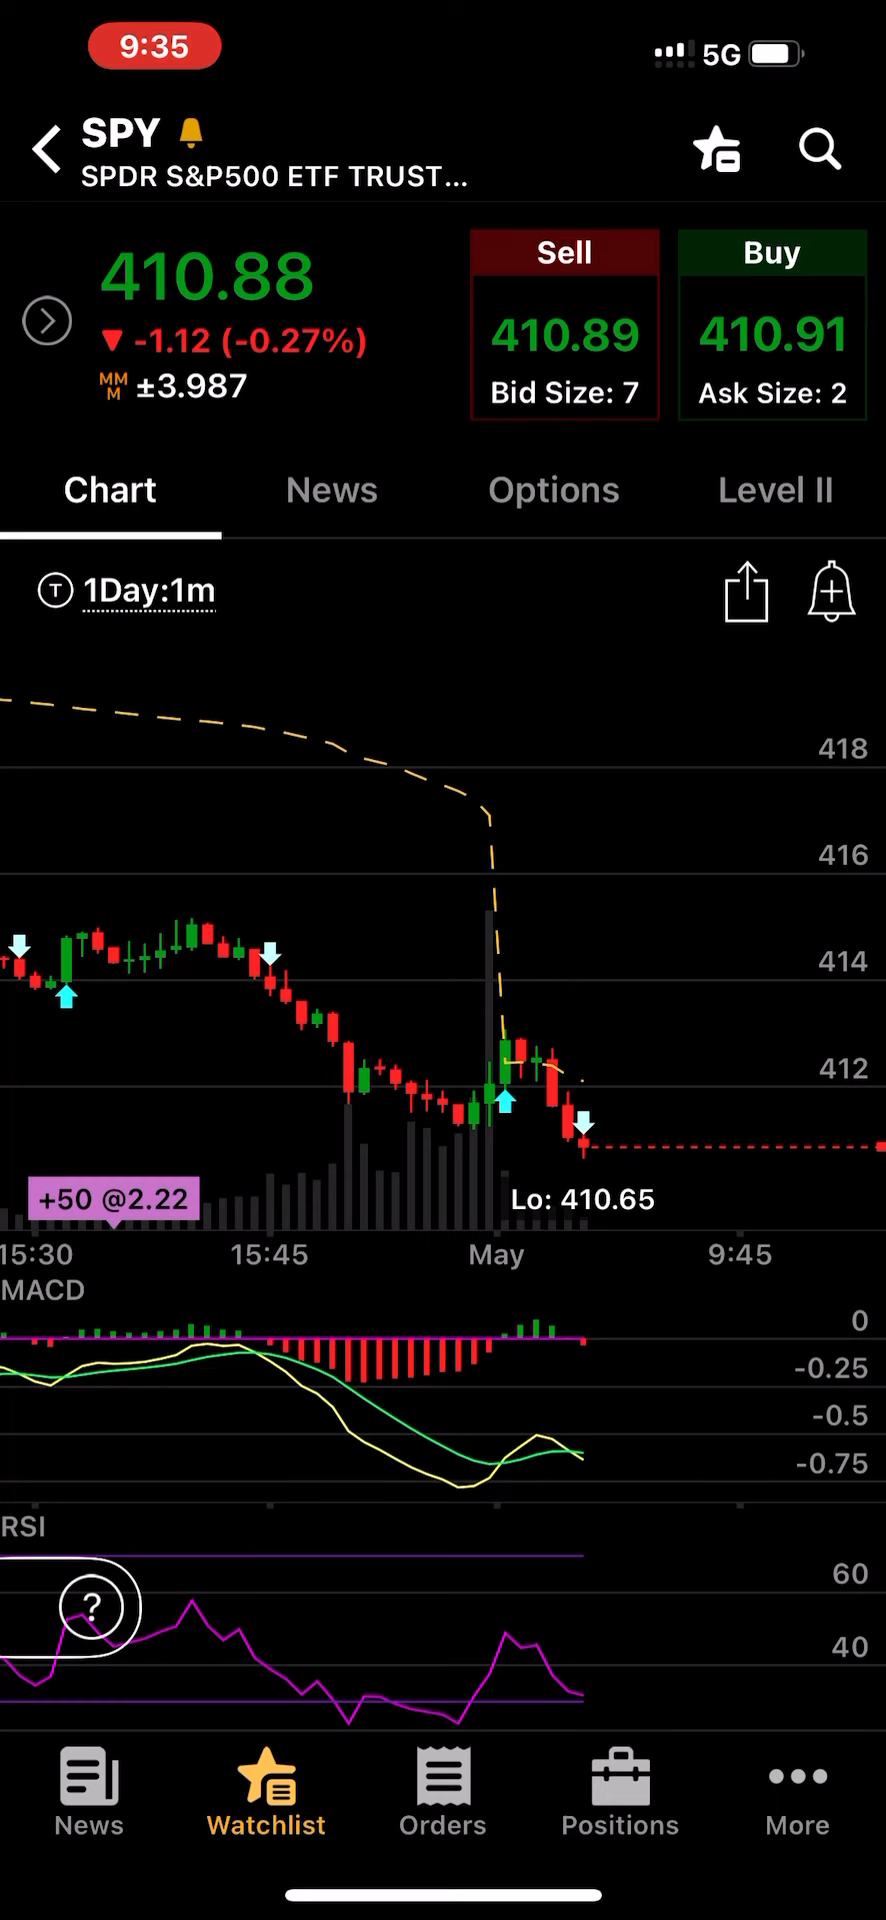 9:35
5G
SPY
SPDR S&P500 ETF TRUST...
410.88
-1.12 (-0.27%)
MM
M
±3.987
Sell
410.89
Bid Size: 7
Buy
410.91
Ask Size: 2
Chart
News
Options
Level II
T
1Day:1m
418
416
414
412
+50 @2.22
Lo: 410.65
15:30
15:45
May
9:45
MACD
0
-0.25
-0.5
-0.75
RSI
60
?
40
News
Watchlist
Orders
Positions
More